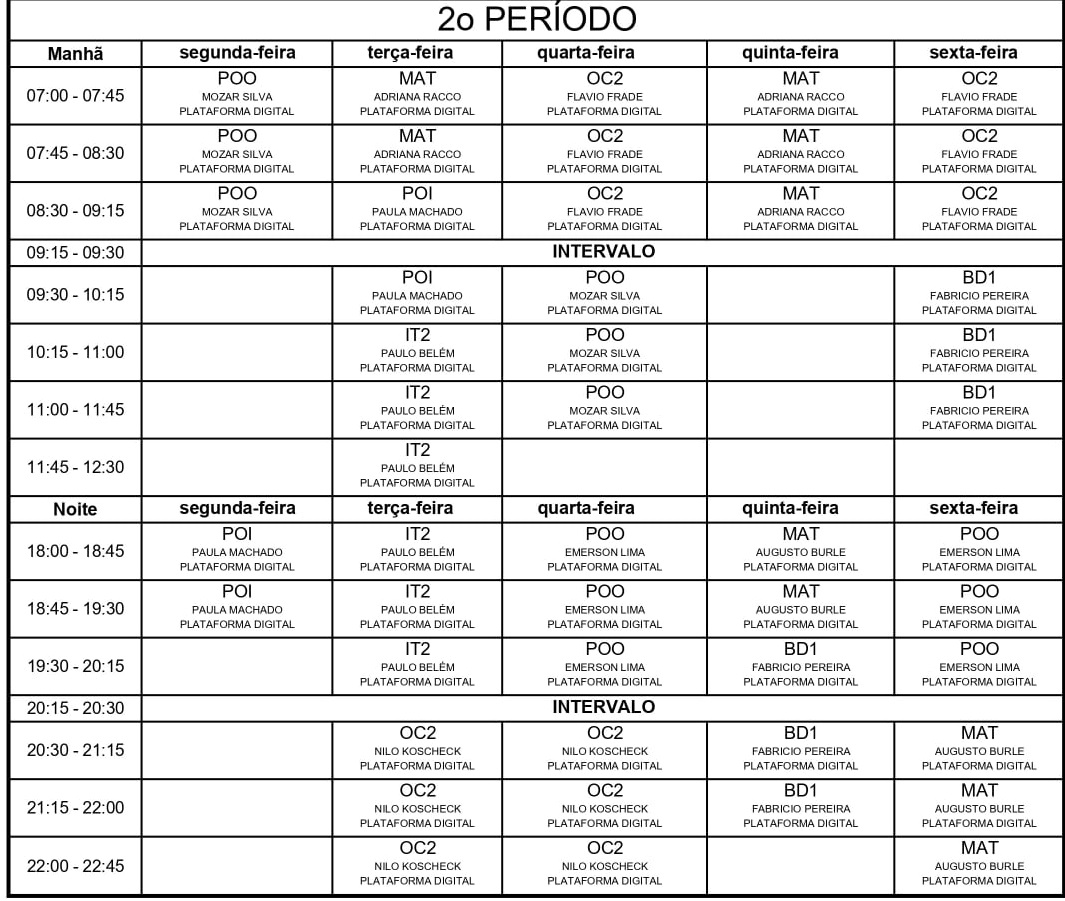 2o PERÍODO
Manhã segunda-feira terça-feira quarta-feira quinta-feira sexta-feira
07:00 - 07:45 POO MAT OC2 MAT OC2
MOZAR SILVA ADRIANA RACCO FLAVIO FRADE ADRIANA RACCO FLAVIO FRADE
PLATAFORMA DIGITAL PLATAFORMA DIGITAL PLATAFORMA DIGITAL PLATAFORMA DIGITAL PLATAFORMA DIGITAL
07:45 - 08:30 POO MAT OC2 MAT OC2
MOZAR SILVA ADRIANA RACCO FLAVIO FRADE ADRIANA RACCO FLAVIO FRADE
PLATAFORMA DIGITAL PLATAFORMA DIGITAL PLATAFORMA DIGITAL PLATAFORMA DIGITAL PLATAFORMA DIGITAL
08:30 - 09:15 POO POI OC2 MAT OC2
MOZAR SILVA PAULA MACHADO FLAVIO FRADE ADRIANA RACCO FLAVIO FRADE
PLATAFORMA DIGITAL PLATAFORMA DIGITAL PLATAFORMA DIGITAL PLATAFORMA DIGITAL PLATAFORMA DIGITAL
09:15 - 09:30 INTERVALO
09:30 - 10:15 POI POO BD1
PAULA MACHADO MOZAR SILVA FABRICIO PEREIRA
PLATAFORMA DIGITAL PLATAFORMA DIGITAL PLATAFORMA DIGITAL
10:15 - 11:00 IT2 POO BD1
PAULO BELÉM MOZAR SILVA FABRICIO PEREIRA
PLATAFORMA DIGITAL PLATAFORMA DIGITAL PLATAFORMA DIGITAL
11:00 - 11:45 IT2 POO BD1
PAULO BELÉM MOZAR SILVA FABRICIO PEREIRA
PLATAFORMA DIGITAL PLATAFORMA DIGITAL PLATAFORMA DIGITAL
11:45 - 12:30 IT2
PAULO BELÉM
PLATAFORMA DIGITAL
Noite segunda-feira terça-feira quarta-feira quinta-feira sexta-feira
18:00 - 18:45 POI IT2 POO MAT POO
PAULA MACHADO PAULO BELÉM EMERSON LIMA AUGUSTO BURLE EMERSON LIMA
PLATAFORMA DIGITAL PLATAFORMA DIGITAL PLATAFORMA DIGITAL PLATAFORMA DIGITAL PLATAFORMA DIGITAL
18:45 - 19:30 POI IT2 POO MAT POO
PAULA MACHADO PAULO BELÉM EMERSON LIMA AUGUSTO BURLE EMERSON LIMA
PLATAFORMA DIGITAL PLATAFORMA DIGITAL PLATAFORMA DIGITAL PLATAFORMA DIGITAL PLATAFORMA DIGITAL
19:30 - 20:15 IT2 POO BD1 POO
PAULO BELÉM EMERSON LIMA FABRICIO PEREIRA EMERSON LIMA
PLATAFORMA DIGITAL PLATAFORMA DIGITAL PLATAFORMA DIGITAL PLATAFORMA DIGITAL
20:15 - 20:30 INTERVALO
20:30 - 21:15 OC2 OC2 BD1 MAT
NILO KOSCHECK NILO KOSCHECK FABRICIO PEREIRA AUGUSTO BURLE
PLATAFORMA DIGITAL PLATAFORMA DIGITAL PLATAFORMA DIGITAL PLATAFORMA DIGITAL
21:15 - 22:00 OC2 OC2 BD1 MAT
NILO KOSCHECK NILO KOSCHECK FABRICIO PEREIRA AUGUSTO BURLE
PLATAFORMA DIGITAL PLATAFORMA DIGITAL PLATAFORMA DIGITAL PLATAFORMA DIGITAL
22:00 - 22:45 OC2 OC2 MAT
NILO KOSCHECK NILO KOSCHECK AUGUSTO BURLE
PLATAFORMA DIGITAL PLATAFORMA DIGITAL PLATAFORMA DIGITAL